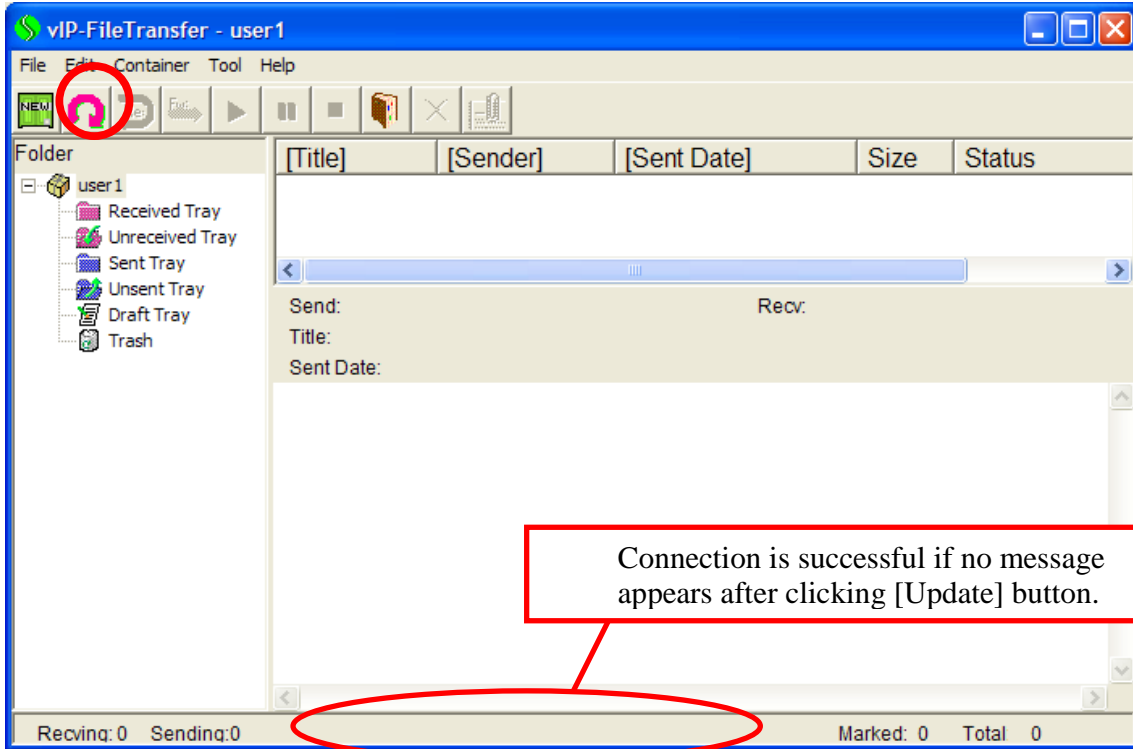 vIP-FileTransfer - user1
File Edit Container Tool Help
NEW
Folder
[Title] [Sender] [Sent Date] Size Status
user1
Received Tray
Unreceived Tray
Sent Tray
Unsent Tray
Draft Tray
Trash
Send: Recv:
Title:
Sent Date:
Connection is successful if no message
appears after clicking [Update] button.
Recving: 0 Sending:0 Marked: 0 Total 0